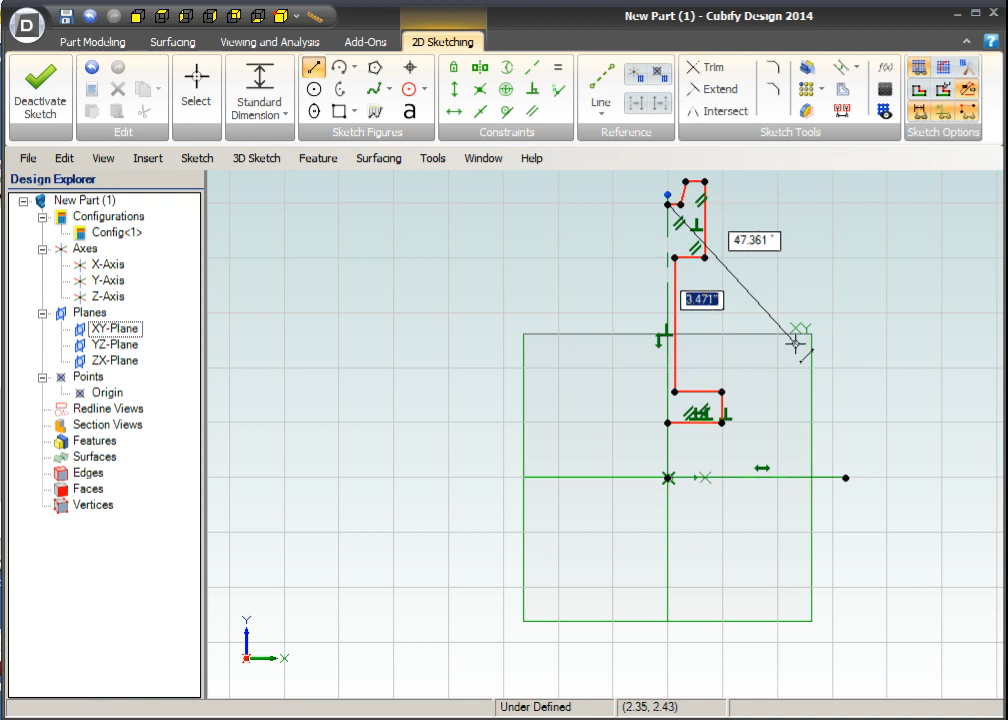 D
New Part (1) - Cubify Design 2014
Part Modeling
Surfacing
Viewing and Analysis
Add-Ons
2D Sketching
Deactivate
Sketch
Edit
Select
Standard
Dimension
a
Sketch Figures
Constraints
Line
Reference
Trim
Extend
Intersect
f(x)
Sketch Tools
Sketch Options
File
Edit
View
Insert
Sketch
3D Sketch
Feature
Surfacing
Tools
Window
Help
Design Explorer
New Part (1)
Configurations
Config<1>
Axes
X-Axis
Y-Axis
Z-Axis
Planes
XY-Plane
YZ-Plane
ZX-Plane
Points
Origin
Redline Views
Section Views
Features
Surfaces
Edges
Faces
Vertices
47.361 °
3.471"
XY
Y
X
Under Defined
(2.35, 2.43)